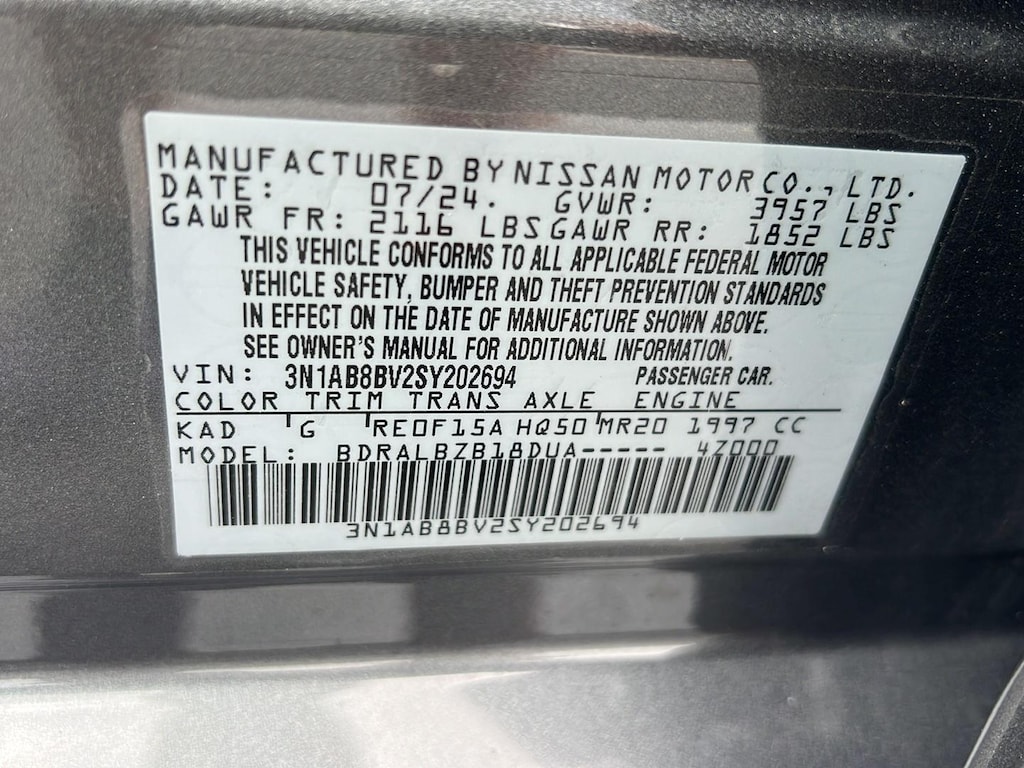 MANUFACTURED BY NISSAN MOTOR CO., LTD.
DATE: 07/24. GVWR: 3957 LBS
GAWR FR: 2116 LBS GAWR RR: 1852 LBS
THIS VEHICLE CONFORMS TO ALL APPLICABLE FEDERAL MOTOR
VEHICLE SAFETY, BUMPER AND THEFT PREVENTION STANDARDS
IN EFFECT ON THE DATE OF MANUFACTURE SHOWN ABOVE.
SEE OWNER'S MANUAL FOR ADDITIONAL INFORMATION.
VIN: 3N1AB8BV2SY202694 PASSENGER CAR.
COLOR TRIM TRANS AXLE ENGINE
KAD G RE0F15A HQ50 MR20 1997 CC
MODEL: BDRALBZB18DUA----- 4Z000
3N1AB8BV2SY202694